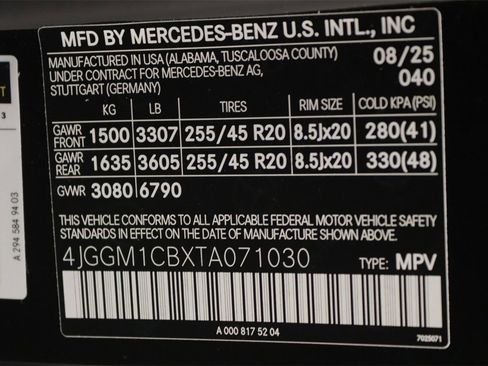 MFD BY MERCEDES-BENZ U.S. INTL., INC
MANUFACTURED IN USA (ALABAMA, TUSCALOOSA COUNTY) 08/25
UNDER CONTRACT FOR MERCEDES-BENZ AG, 040
STUTTGART (GERMANY)
KG LB TIRES RIM SIZE COLD KPA (PSI)
GAWR FRONT 1500 3307 255/45 R20 8.5Jx20 280(41)
GAWR REAR 1635 3605 255/45 R20 8.5Jx20 330(48)
GVWR 3080 6790
THIS VEHICLE CONFORMS TO ALL APPLICABLE FEDERAL MOTOR VEHICLE SAFETY
STANDARDS IN EFFECT ON THE DATE OF MANUFACTURE SHOWN ABOVE.
4JGGM1CBXTA071030 TYPE: MPV
A 000 817 52 04
7025071
A 294 584 94 03
3